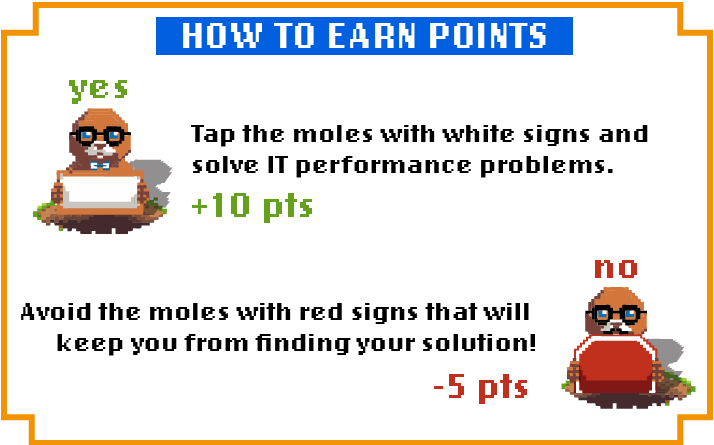 HOW TO EARN POINTS
yes
Tap the moles with white signs and
solve IT performance problems.
+10 pts
no
Avoid the moles with red signs that will
keep you from finding your solution!
-5 pts